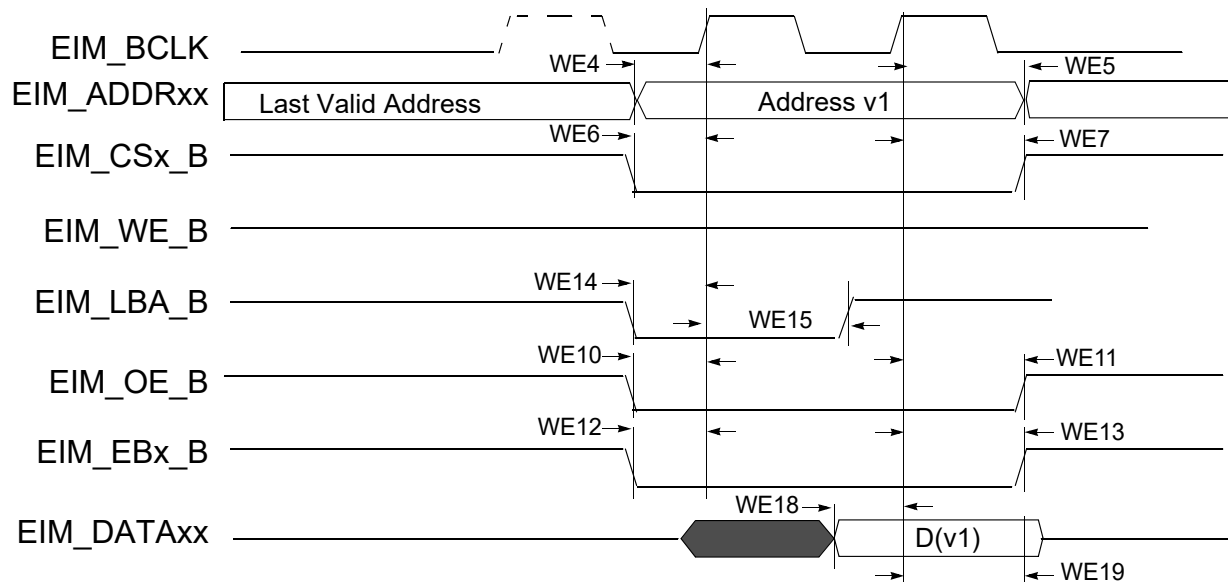 EIM_BCLK
WE4
WE5
EIM_ADDRxx
Last Valid Address
Address v1
WE6
WE7
EIM_CSx_B
EIM_WE_B
WE14
EIM_LBA_B
WE15
WE10
WE11
EIM_OE_B
WE12
WE13
EIM_EBx_B
WE18
EIM_DATAxx
D(v1)
WE19